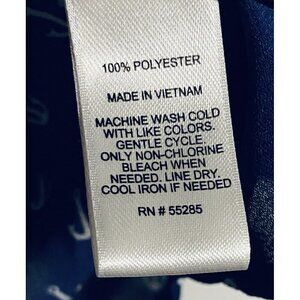 100% POLYESTER
MADE IN VIETNAM
MACHINE WASH COLD
WITH LIKE COLORS.
GENTLE CYCLE.
ONLY NON-CHLORINE
BLEACH WHEN
NEEDED. LINE DRY.
COOL IRON IF NEEDED
RN # 55285